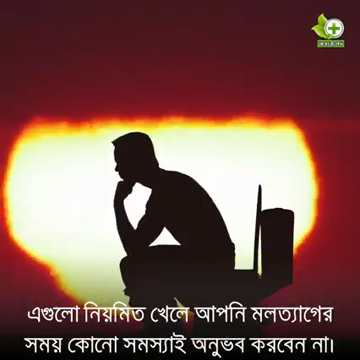 এগুলো নিয়মিত খেলে আপনি মলত্যাগের
সময় কোনো সমস্যাই অনুভব করবেন না।